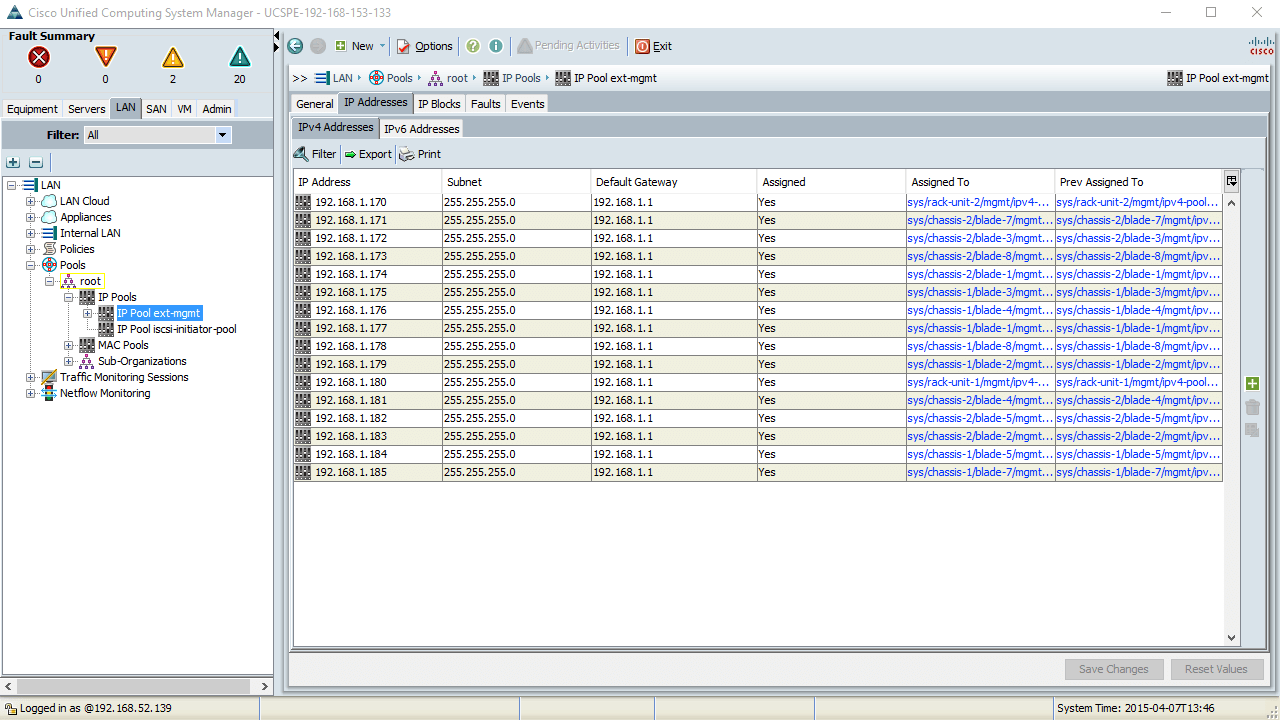 Cisco Unified Computing System Manager - UCSPE-192-168-153-133
Fault Summary
0 0 2 20
New Options Pending Activities Exit
CISCO
>> LAN Pools root IP Pools IP Pool ext-mgmt IP Pool ext-mgmt
Equipment Servers LAN SAN VM Admin
Filter: All
LAN
LAN Cloud
Appliances
Internal LAN
Policies
Pools
root
IP Pools
IP Pool ext-mgmt
IP Pool iscsi-initiator-pool
MAC Pools
Sub-Organizations
Traffic Monitoring Sessions
Netflow Monitoring
General IP Addresses IP Blocks Faults Events
IPv4 Addresses IPv6 Addresses
Filter Export Print
IP Address Subnet Default Gateway Assigned Assigned To Prev Assigned To
192.168.1.170 255.255.255.0 192.168.1.1 Yes sys/rack-unit-2/mgmt/ipv4-... sys/rack-unit-2/mgmt/ipv4-pool...
192.168.1.171 255.255.255.0 192.168.1.1 Yes sys/chassis-2/blade-7/mgmt... sys/chassis-2/blade-7/mgmt/ipv...
192.168.1.172 255.255.255.0 192.168.1.1 Yes sys/chassis-2/blade-3/mgmt... sys/chassis-2/blade-3/mgmt/ipv...
192.168.1.173 255.255.255.0 192.168.1.1 Yes sys/chassis-2/blade-8/mgmt... sys/chassis-2/blade-8/mgmt/ipv...
192.168.1.174 255.255.255.0 192.168.1.1 Yes sys/chassis-2/blade-1/mgmt... sys/chassis-2/blade-1/mgmt/ipv...
192.168.1.175 255.255.255.0 192.168.1.1 Yes sys/chassis-1/blade-3/mgmt... sys/chassis-1/blade-3/mgmt/ipv...
192.168.1.176 255.255.255.0 192.168.1.1 Yes sys/chassis-1/blade-4/mgmt... sys/chassis-1/blade-4/mgmt/ipv...
192.168.1.177 255.255.255.0 192.168.1.1 Yes sys/chassis-1/blade-1/mgmt... sys/chassis-1/blade-1/mgmt/ipv...
192.168.1.178 255.255.255.0 192.168.1.1 Yes sys/chassis-1/blade-8/mgmt... sys/chassis-1/blade-8/mgmt/ipv...
192.168.1.179 255.255.255.0 192.168.1.1 Yes sys/chassis-1/blade-2/mgmt... sys/chassis-1/blade-2/mgmt/ipv...
192.168.1.180 255.255.255.0 192.168.1.1 Yes sys/rack-unit-1/mgmt/ipv4-... sys/rack-unit-1/mgmt/ipv4-pool...
192.168.1.181 255.255.255.0 192.168.1.1 Yes sys/chassis-2/blade-4/mgmt... sys/chassis-2/blade-4/mgmt/ipv...
192.168.1.182 255.255.255.0 192.168.1.1 Yes sys/chassis-2/blade-5/mgmt... sys/chassis-2/blade-5/mgmt/ipv...
192.168.1.183 255.255.255.0 192.168.1.1 Yes sys/chassis-2/blade-2/mgmt... sys/chassis-2/blade-2/mgmt/ipv...
192.168.1.184 255.255.255.0 192.168.1.1 Yes sys/chassis-1/blade-5/mgmt... sys/chassis-1/blade-5/mgmt/ipv...
192.168.1.185 255.255.255.0 192.168.1.1 Yes sys/chassis-1/blade-7/mgmt... sys/chassis-1/blade-7/mgmt/ipv...
Save Changes Reset Values
Logged in as @192.168.52.139
System Time: 2015-04-07T13:46